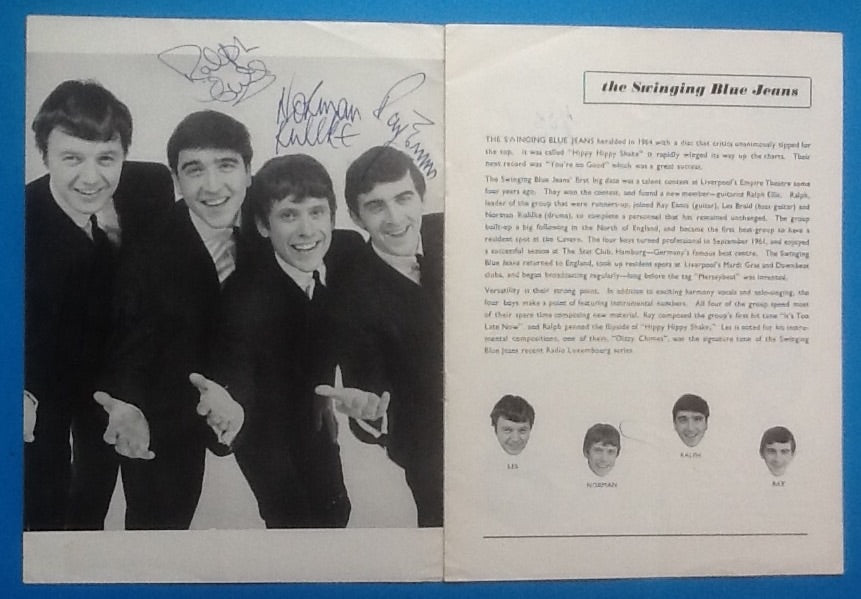 Ralph Ellis
Norman Kuhlke
Ray Ennis
the Swinging Blue Jeans
THE SWINGING BLUE JEANS heralded in 1964 with a disc that critics unanimously tipped for
the top. It was called "Hippy Hippy Shake" it rapidly winged its way up the charts. Their
next record was "You're no Good" which was a great success.
The Swinging Blue Jeans' first big date was a talent contest at Liverpool's Empire Theatre some
four years ago. They won the contest, and found a new member—guitarist Ralph Ellis. Ralph,
leader of the group that were runners-up, joined Ray Ennis (guitar), Les Braid (bass guitar) and
Norman Kuhlke (drums), to complete a personnel that has remained unchanged. The group
built-up a big following in the North of England, and became the first beat-group to have a
resident spot at the Cavern. The four boys turned professional in September 1961, and enjoyed
a successful season at The Star Club, Hamburg—Germany's famous beat centre. The Swinging
Blue Jeans returned to England, took up resident spots at Liverpool's Mardi Gras and Downbeat
clubs, and began broadcasting regularly—long before the tag "Merseybeat" was invented.
Versatility is their strong point. In addition to exciting harmony vocals and solo-singing, the
four boys make a point of featuring instrumental numbers. All four of the group spend most
of their spare time composing new material. Ray composed the group's first hit tune "It's Too
Late Now" and Ralph penned the flipside of "Hippy Hippy Shake." Les is noted for his instru-
mental compositions, one of them, "Dizzy Chimes", was the signature tune of the Swinging
Blue Jeans recent Radio Luxembourg series.
LES
NORMAN
RALPH
RAY